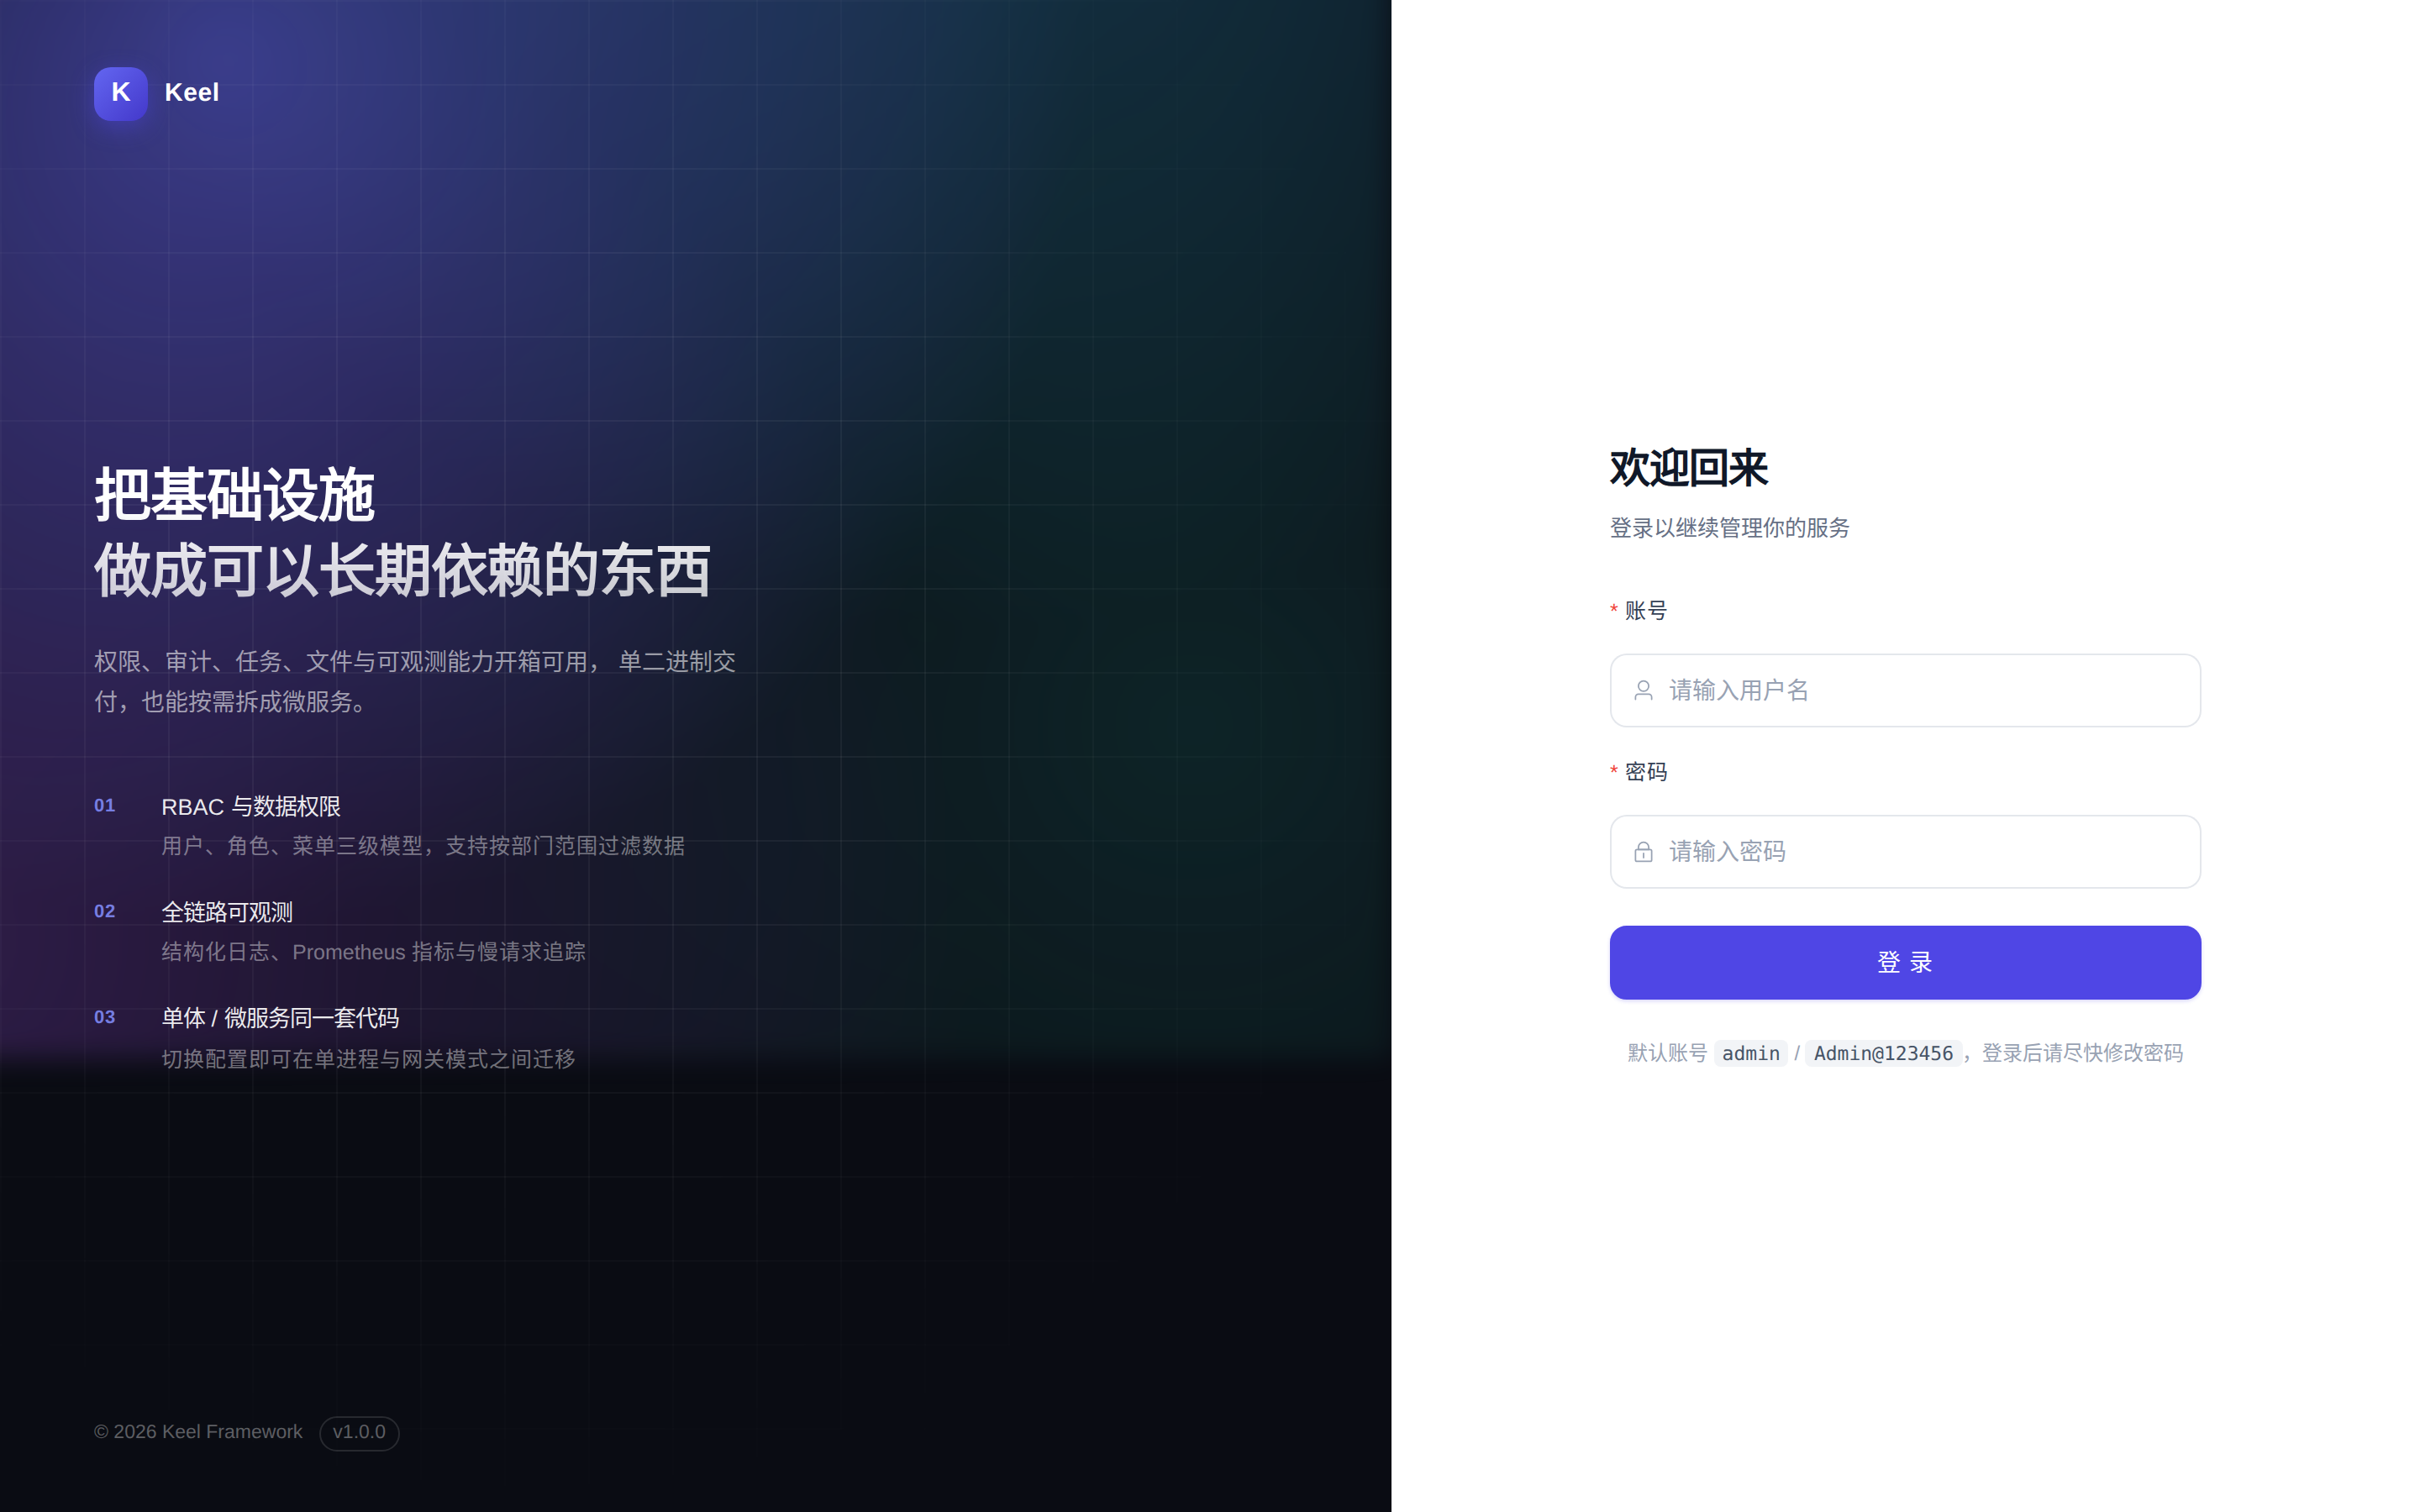 K Keel
把基础设施
做成可以长期依赖的东西
权限、审计、任务、文件与可观测能力开箱可用， 单二进制交
付，也能按需拆成微服务。
01 RBAC 与数据权限
用户、角色、菜单三级模型，支持按部门范围过滤数据
02 全链路可观测
结构化日志、Prometheus 指标与慢请求追踪
03 单体 / 微服务同一套代码
切换配置即可在单进程与网关模式之间迁移
© 2026 Keel Framework v1.0.0
欢迎回来
登录以继续管理你的服务
* 账号
请输入用户名
* 密码
请输入密码
登 录
默认账号 admin / Admin@123456，登录后请尽快修改密码